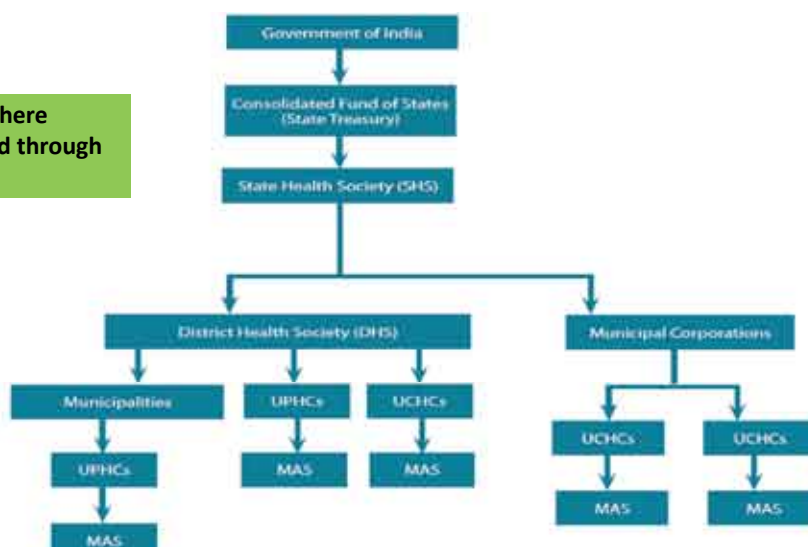 Government of India
here
d through
Consolidated Fund of States
(State Treasury)
State Health Society (SHS)
District Health Society (DHS)
Municipal Corporations
Municipalities
UPHCs
UCHCs
UCHCs
UCHCs
UPHCs
MAS
MAS
MAS
MAS
MAS